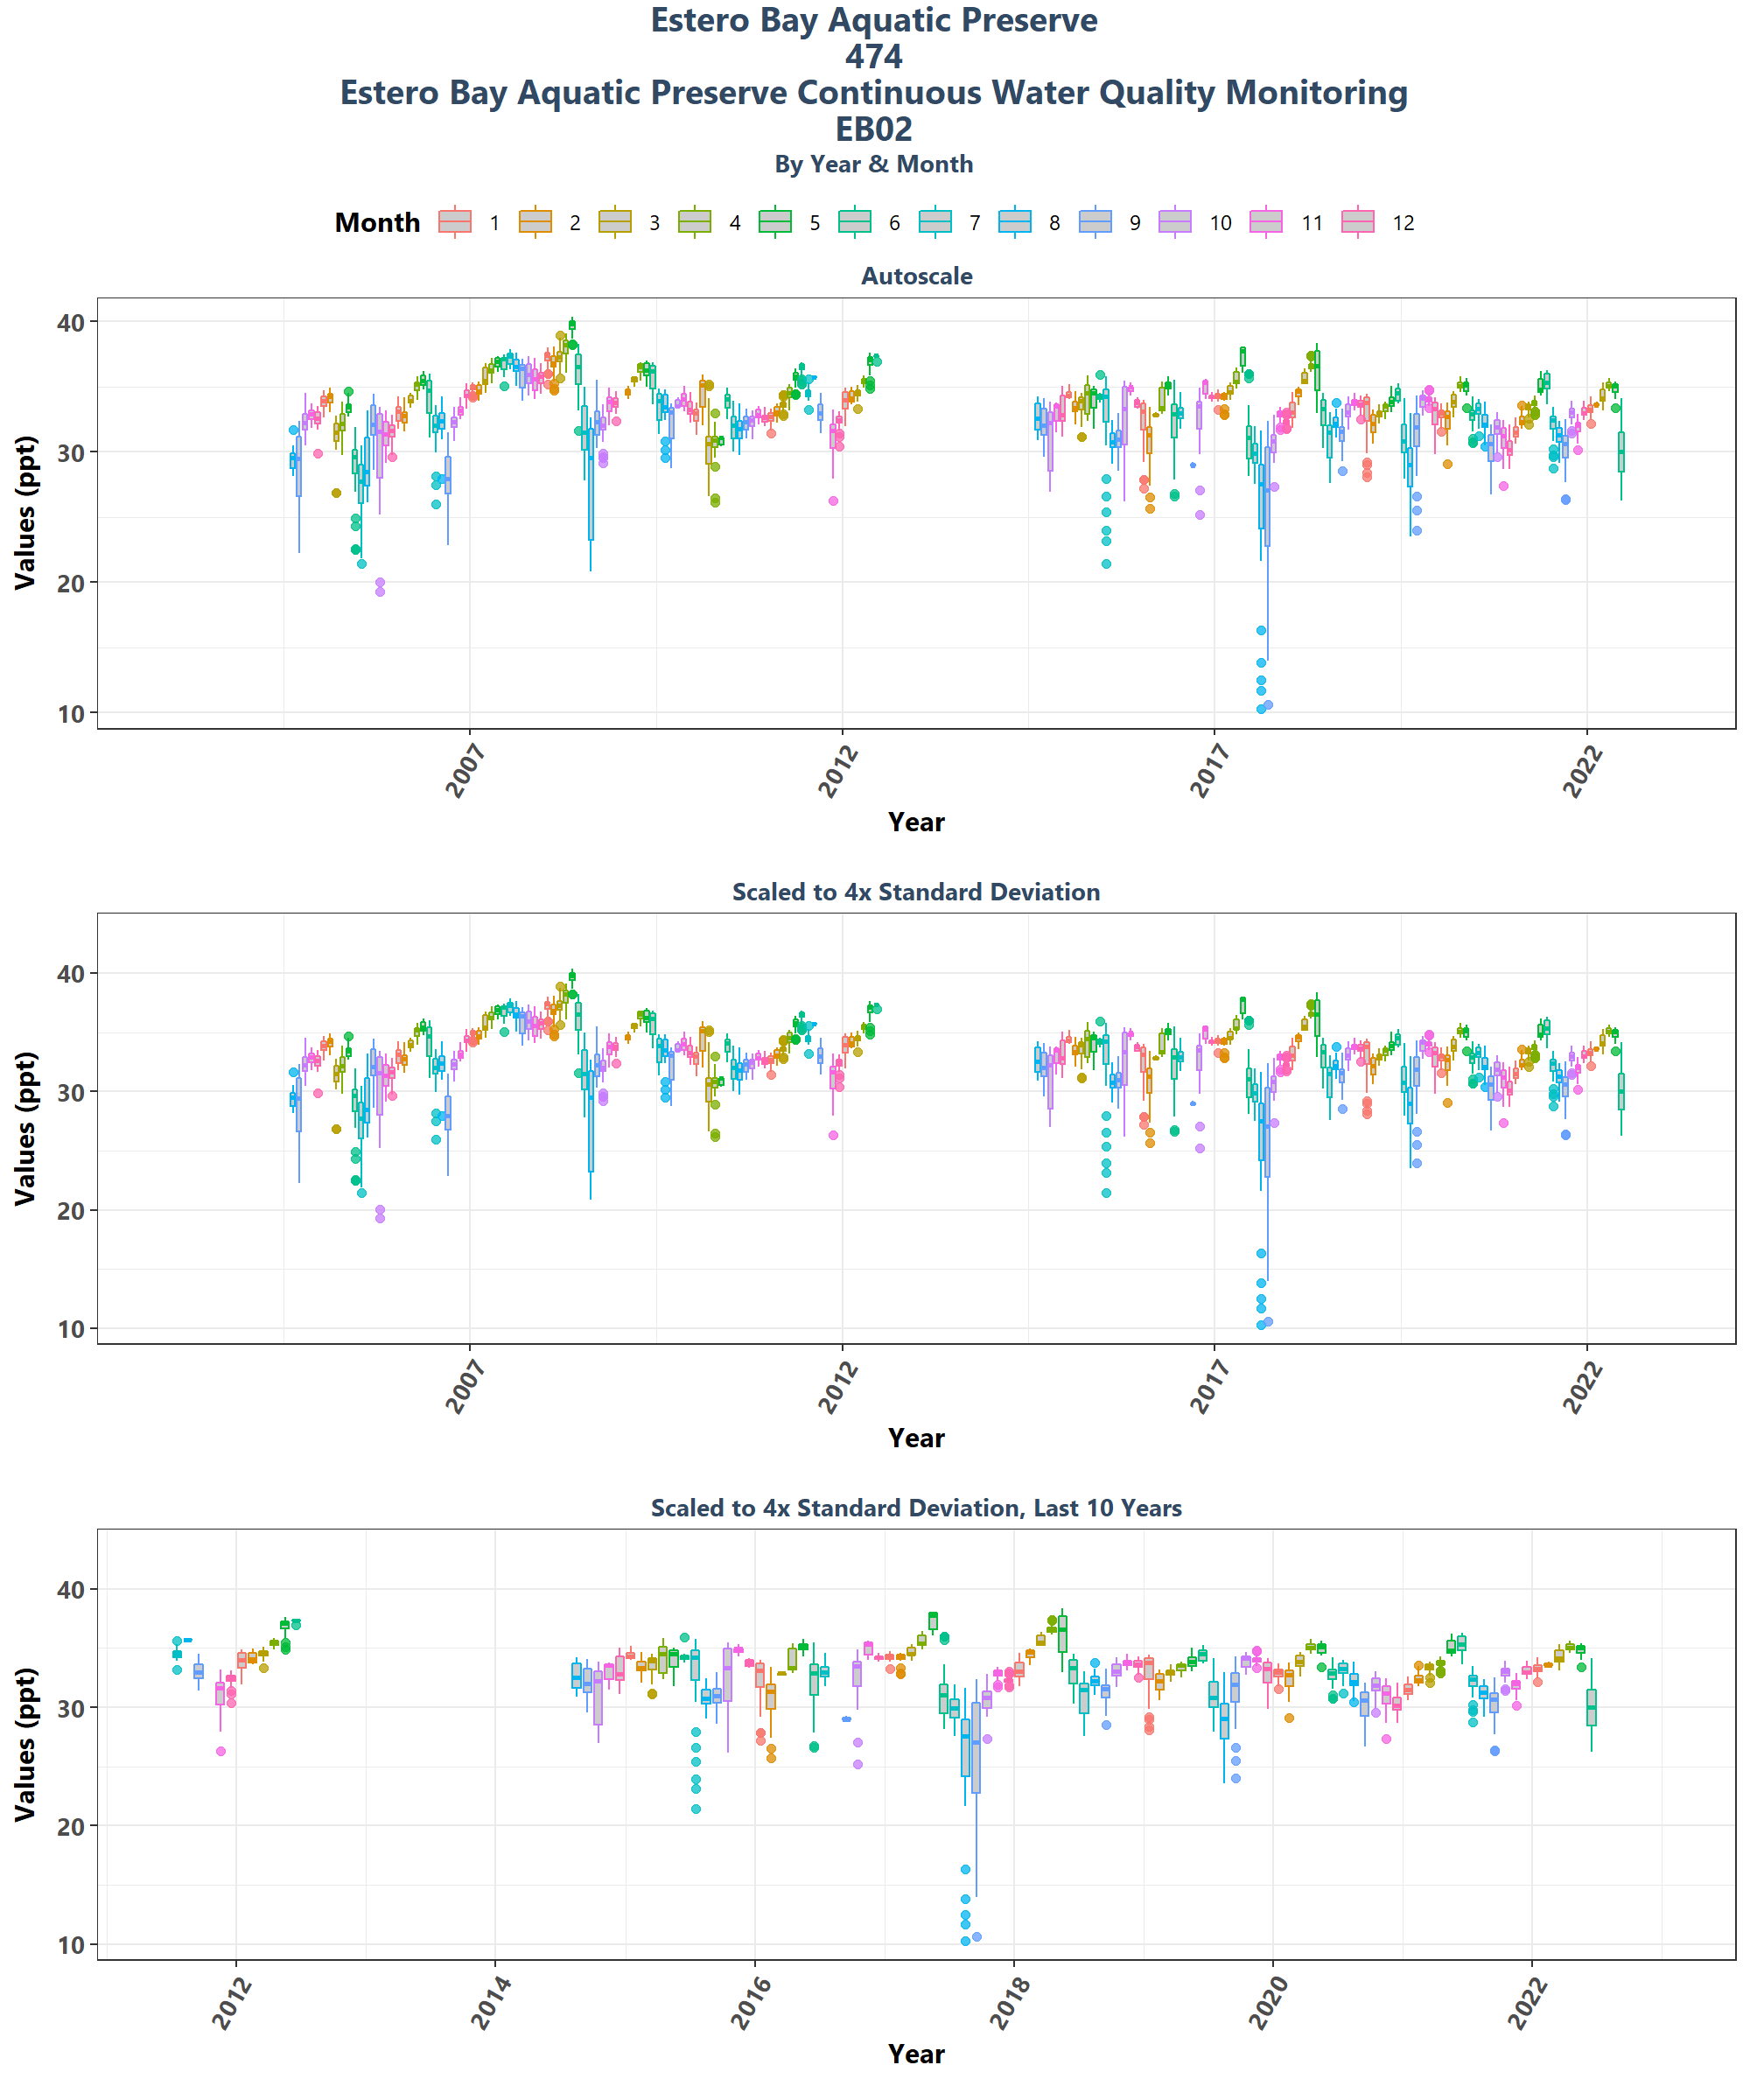 Estero Bay Aquatic Preserve
474
Estero Bay Aquatic Preserve Continuous Water Quality Monitoring
EB02
By Year & Month
Month 1 2 3 4 5 6 7 8 9 10 11 12
Autoscale
Values (ppt)
40
30
20
10
2007 2012 2017 2022
Year
Scaled to 4x Standard Deviation
Values (ppt)
40
30
20
10
2007 2012 2017 2022
Year
Scaled to 4x Standard Deviation, Last 10 Years
Values (ppt)
40
30
20
10
2012 2014 2016 2018 2020 2022
Year